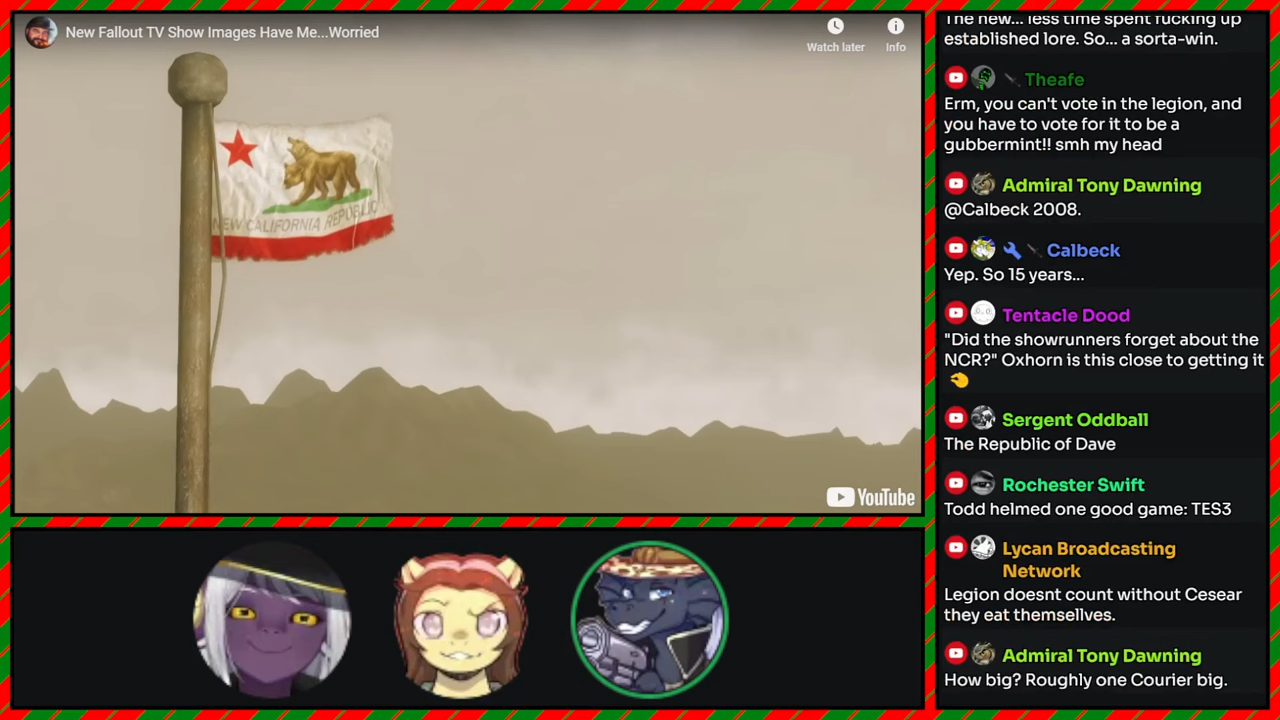 New Fallout TV Show Images Have Me...Worried
Watch later
Info
NEW CALIFORNIA REPUBLIC
YouTube
The new... less time spent fucking up
established lore. So... a sorta-win.
Theafe
Erm, you can't vote in the legion, and
you have to vote for it to be a
gubbermint!! smh my head
Admiral Tony Dawning
@Calbeck 2008.
Calbeck
Yep. So 15 years...
Tentacle Dood
"Did the showrunners forget about the
NCR?" Oxhorn is this close to getting it
Sergent Oddball
The Republic of Dave
Rochester Swift
Todd helmed one good game: TES3
Lycan Broadcasting
Network
Legion doesnt count without Cesear
they eat themsellves.
Admiral Tony Dawning
How big? Roughly one Courier big.